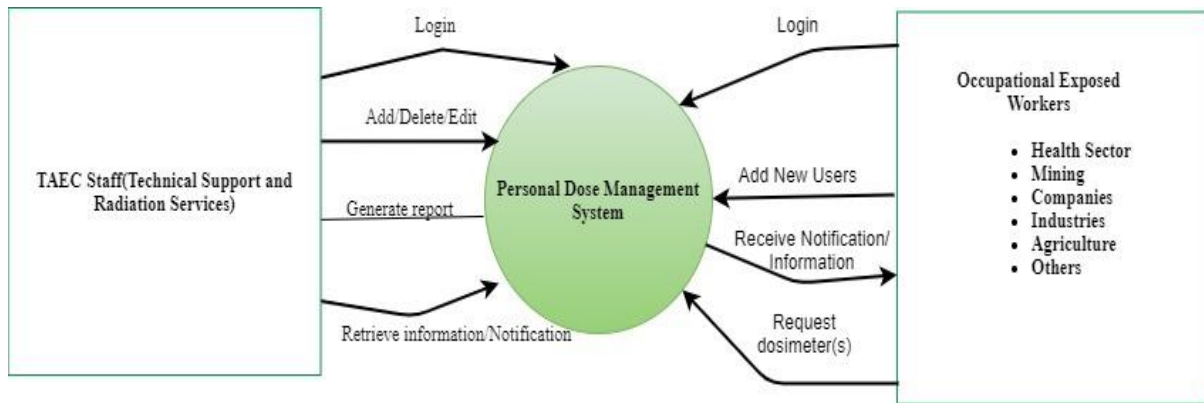 Login
Add/Delete/Edit
TAEC Staff(Technical Support and
Radiation Services)
Generate report
Retrieve information/Notification
Personal Dose Management
System
Login
Add New Users
Receive Notification/
Information
Request
dosimeter(s)
Occupational Exposed
Workers
• Health Sector
• Mining
• Companies
• Industries
• Agriculture
• Others